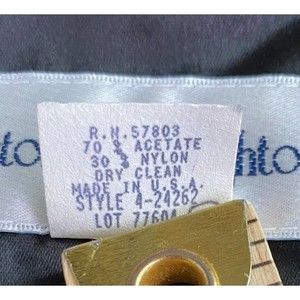 R.N. 57803
70 % ACETATE
30 % NYLON
DRY CLEAN
MADE IN U.S.A.
STYLE 4-24262
LOT 77604